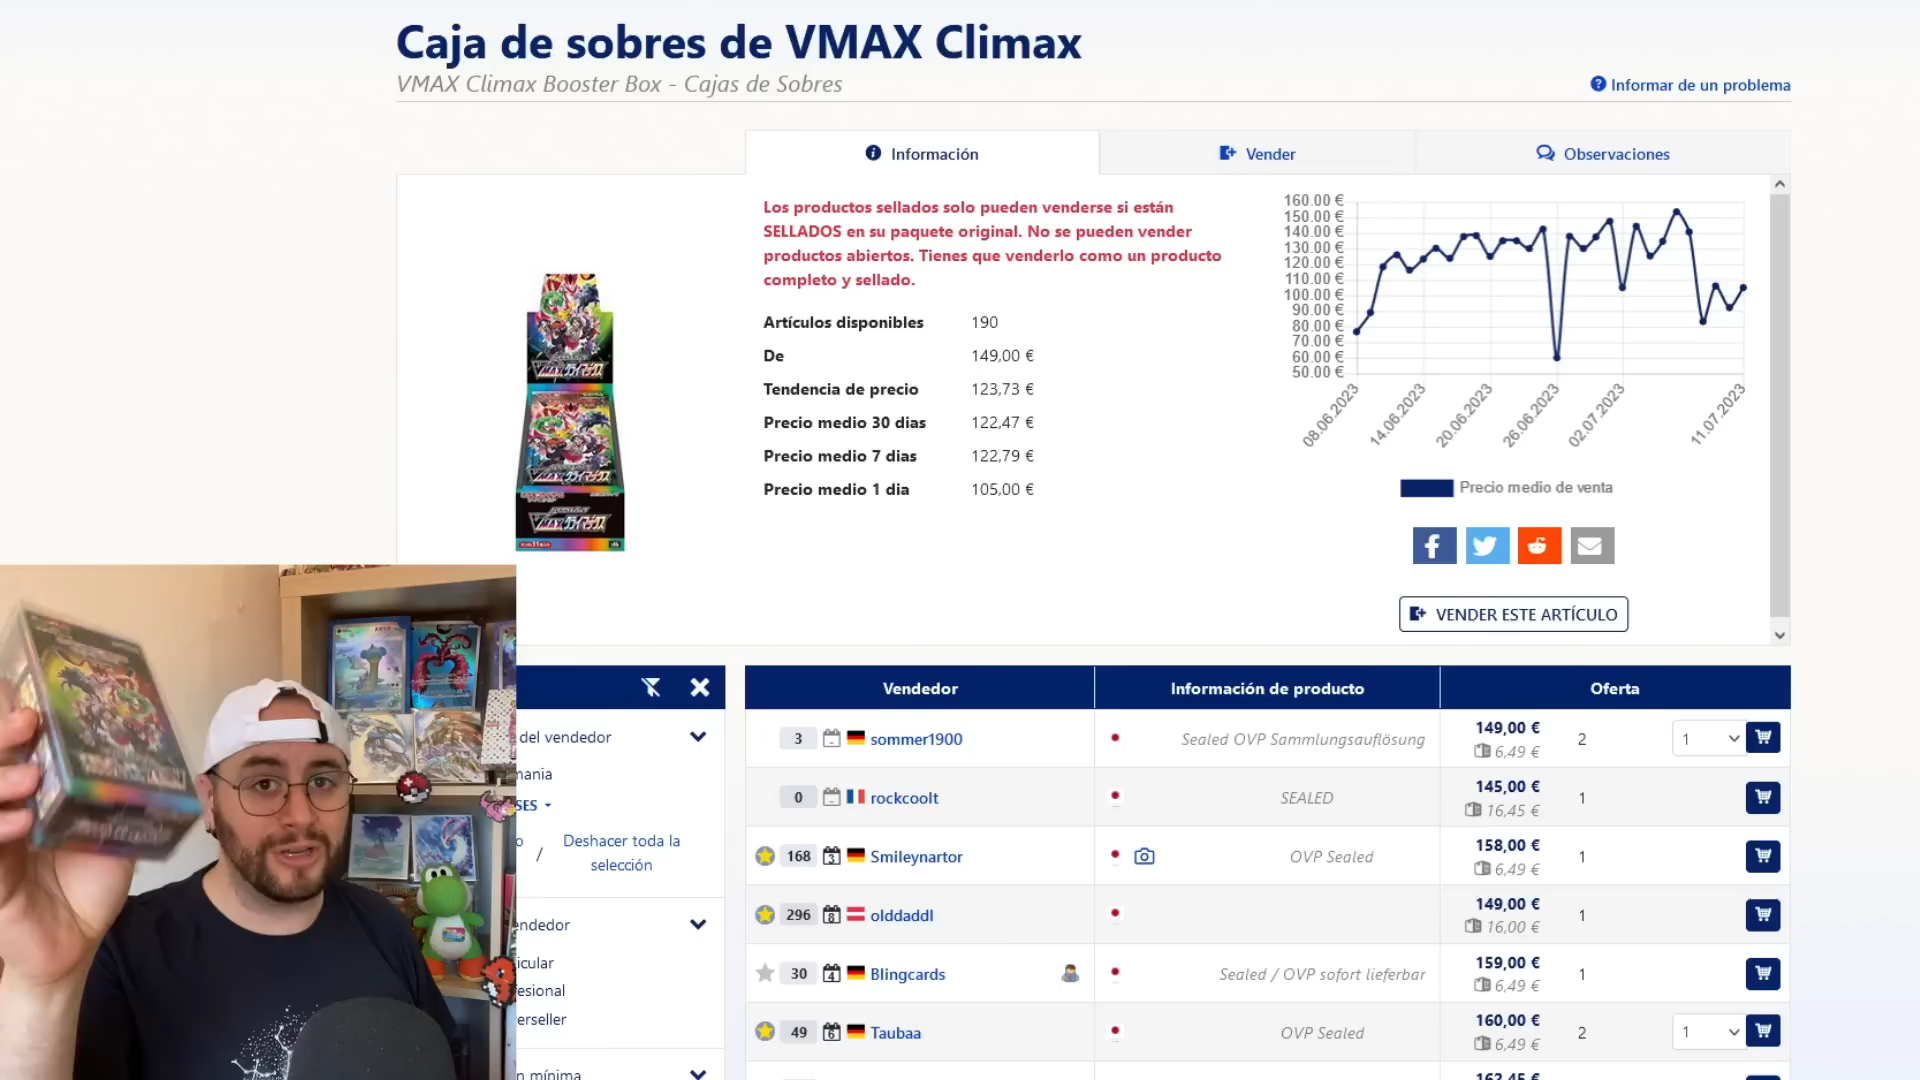 Caja de sobres de VMAX Climax
VMAX Climax Booster Box - Cajas de Sobres
Informar de un problema
Información
Vender
Observaciones
Los productos sellados solo pueden venderse si están
SELLADOS en su paquete original. No se pueden vender
productos abiertos. Tienes que venderlo como un producto
completo y sellado.
Artículos disponibles 190
De 149,00 €
Tendencia de precio 123,73 €
Precio medio 30 dias 122,47 €
Precio medio 7 dias 122,79 €
Precio medio 1 dia 105,00 €
160.00 €
150.00 €
140.00 €
130.00 €
120.00 €
110.00 €
100.00 €
90.00 €
80.00 €
70.00 €
60.00 €
50.00 €
08.06.2023
14.06.2023
20.06.2023
26.06.2023
02.07.2023
11.07.2023
Precio medio de venta
VENDER ESTE ARTÍCULO
del vendedor
mania
SES
o / Deshacer toda la
selección
endedor
icular
esional
erseller
n mínima
Vendedor Información de producto Oferta
3 sommer1900 Sealed OVP Sammlungsauflösung 149,00 € 2 1
6,49 €
0 rockcoolt SEALED 145,00 € 1
16,45 €
168 3 Smileynartor OVP Sealed 158,00 € 1
6,49 €
296 8 olddaddl 149,00 € 1
16,00 €
30 4 Blingcards Sealed / OVP sofort lieferbar 159,00 € 1
6,49 €
49 6 Taubaa OVP Sealed 160,00 € 2 1
6,49 €
162,45 €